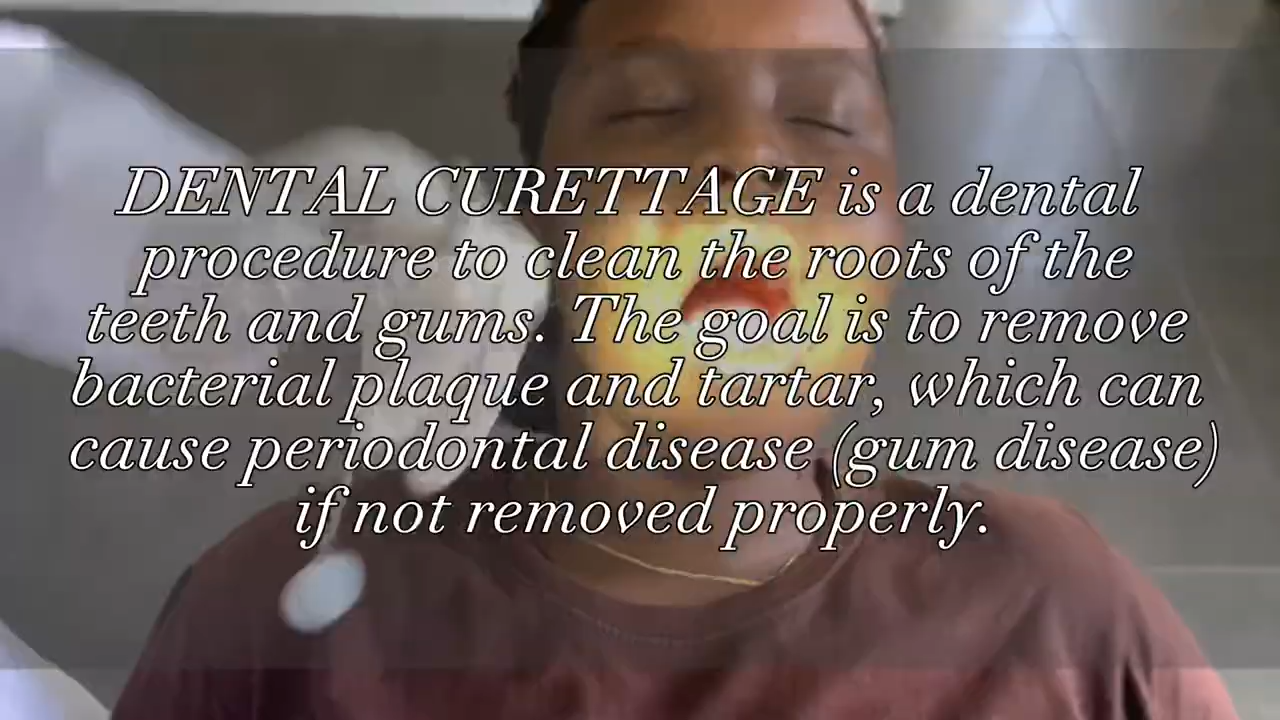 DENTAL CURETTAGE is a dental
procedure to clean the roots of the
teeth and gums. The goal is to remove
bacterial plaque and tartar, which can
cause periodontal disease (gum disease)
if not removed properly.